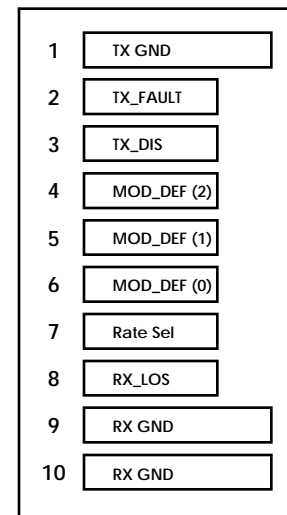 1 TX GND
2 TX_FAULT
3 TX_DIS
4 MOD_DEF (2)
5 MOD_DEF (1)
6 MOD_DEF (0)
7 Rate Sel
8 RX_LOS
9 RX GND
10 RX GND